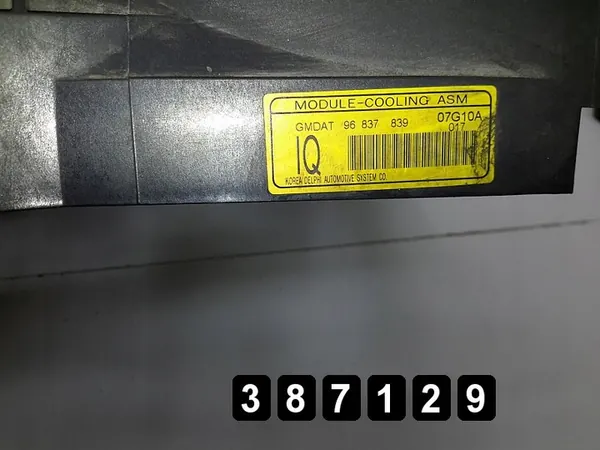 MODULE-COOLING ASM
GMDAT 96 837 839 07G10A
IQ 017
KOREA DELPHI AUTOMOTIVE SYSTEM CO.
387129